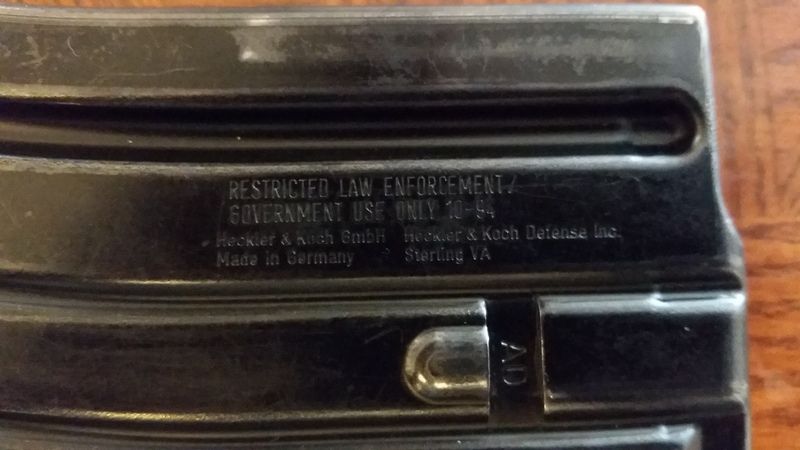 RESTRICTED LAW ENFORCEMENT/
GOVERNMENT USE ONLY 10-94
Heckler & Koch GmbH Heckler & Koch Defense Inc.
Made in Germany Sterling VA
AD